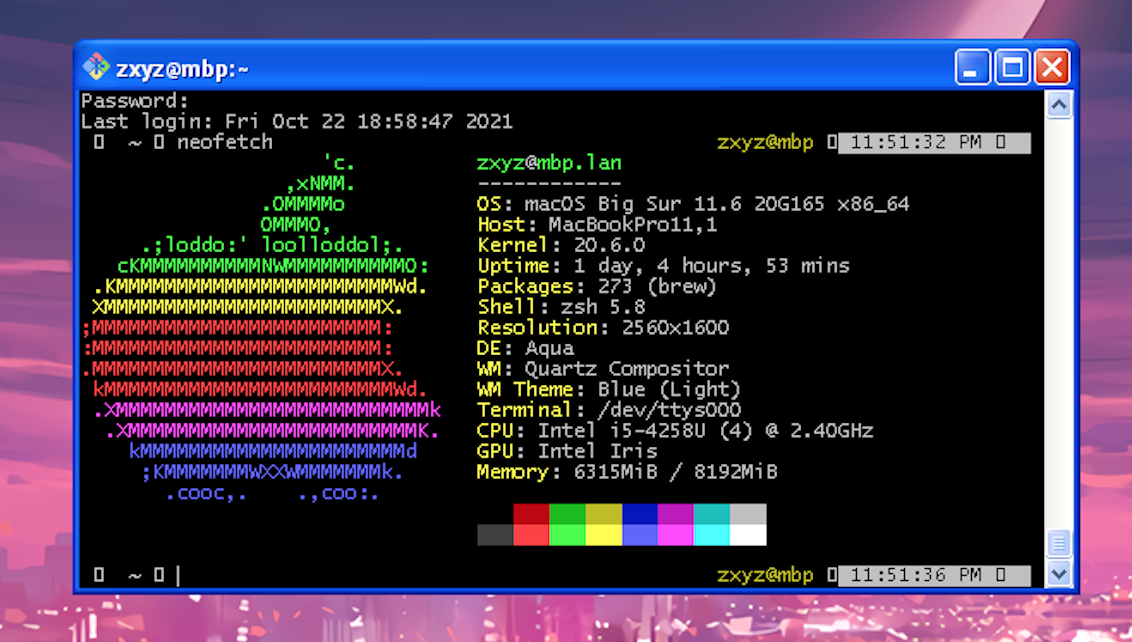 zxyz@mbp:~
Password:
Last login: Fri Oct 22 18:58:47 2021
▯ ~ ▯ neofetch zxyz@mbp ▯ 11:51:32 PM ▯
'c. zxyz@mbp.lan
,xNMM. ------------
.OMMMMo OS: macOS Big Sur 11.6 20G165 x86_64
OMMMO, Host: MacBookPro11,1
.;loddo:' loolloddol;. Kernel: 20.6.0
cKMMMMMMMMMMNWMMMMMMMMMMO: Uptime: 1 day, 4 hours, 53 mins
.KMMMMMMMMMMMMMMMMMMMMMMMWd. Packages: 273 (brew)
XMMMMMMMMMMMMMMMMMMMMMMMX. Shell: zsh 5.8
;MMMMMMMMMMMMMMMMMMMMMMMM: Resolution: 2560x1600
:MMMMMMMMMMMMMMMMMMMMMMMM: DE: Aqua
.MMMMMMMMMMMMMMMMMMMMMMMMX. WM: Quartz Compositor
kMMMMMMMMMMMMMMMMMMMMMMMMWd. WM Theme: Blue (Light)
.XMMMMMMMMMMMMMMMMMMMMMMMMMMk Terminal: /dev/ttys000
.XMMMMMMMMMMMMMMMMMMMMMMMMK. CPU: Intel i5-4258U (4) @ 2.40GHz
kMMMMMMMMMMMMMMMMMMMMMMd GPU: Intel Iris
;KMMMMMMMWXXWMMMMMMMk. Memory: 6315MiB / 8192MiB
.cooc,. .,coo:.
▯ ~ ▯ zxyz@mbp ▯ 11:51:36 PM ▯